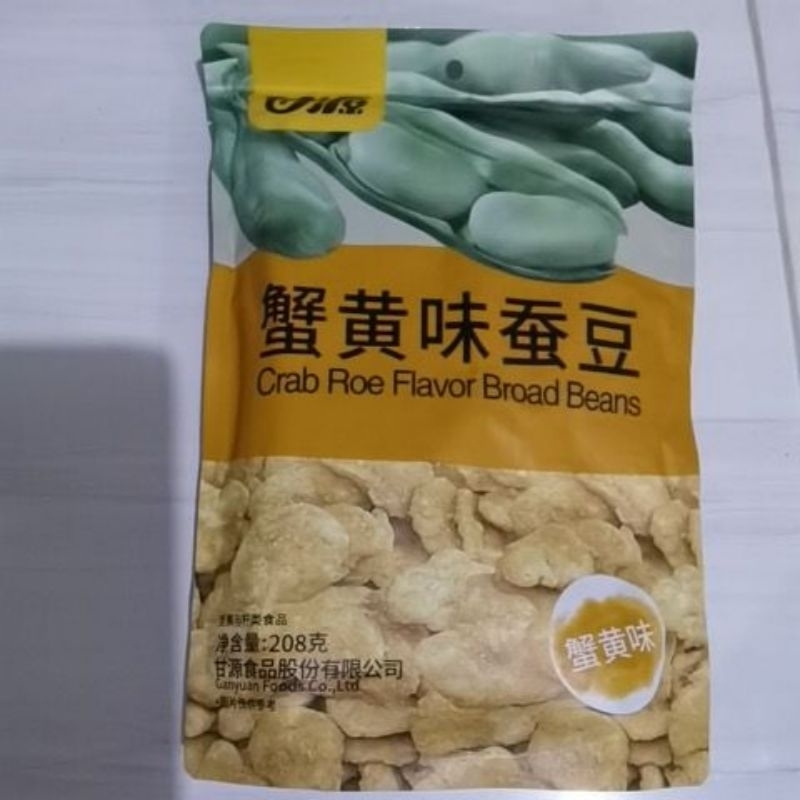 甘源
蟹黄味蚕豆
Crab Roe Flavor Broad Beans
蟹黄味
净含量:208克
甘源食品股份有限公司
Ganyuan Foods Co.,Ltd